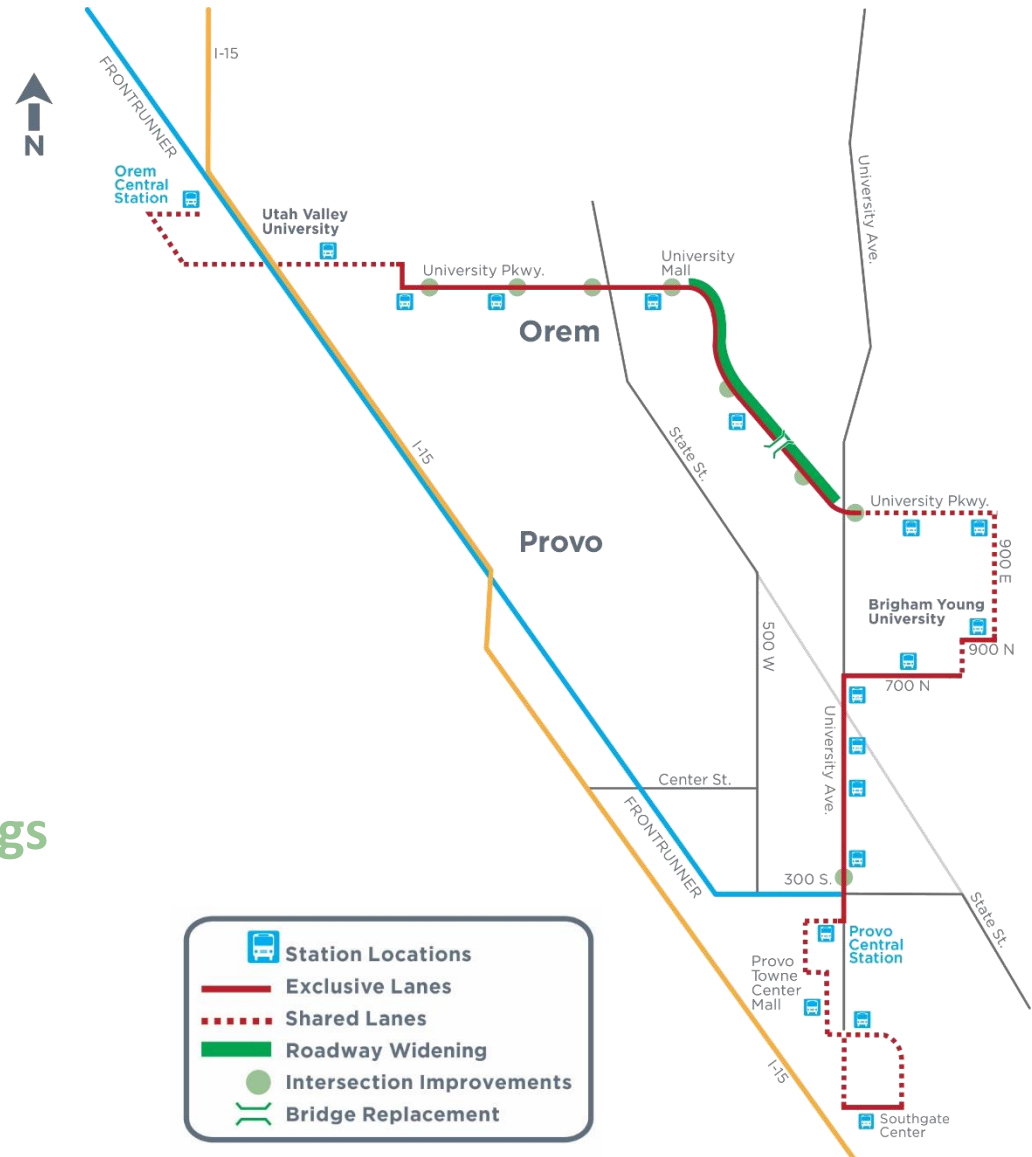 I-15
FRONTRUNNER
N
Orem
Central
Station
Utah Valley
University
University Pkwy.
University
Mall
University Ave.
Orem
I-15
State St.
University Pkwy.
Provo
900 E
Brigham Young
University
500 W
900 N
700 N
University Ave.
Center St.
FRONTRUNNER
gs
300 S.
State St.
Provo
Central
Station
Provo
Towne
Center
Mall
I-15
Southgate
Center
Station Locations
Exclusive Lanes
Shared Lanes
Roadway Widening
Intersection Improvements
Bridge Replacement